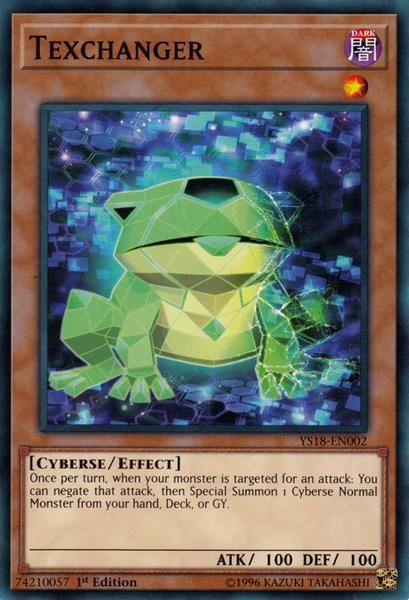 TEXCHANGER
DARK
闇
YS18-EN002
[CYBERSE/EFFECT]
Once per turn, when your monster is targeted for an attack: You
can negate that attack, then Special Summon 1 Cyberse Normal
Monster from your hand, Deck, or GY.
ATK/ 100 DEF/ 100
74210057 1st Edition ©1996 KAZUKI TAKAHASHI